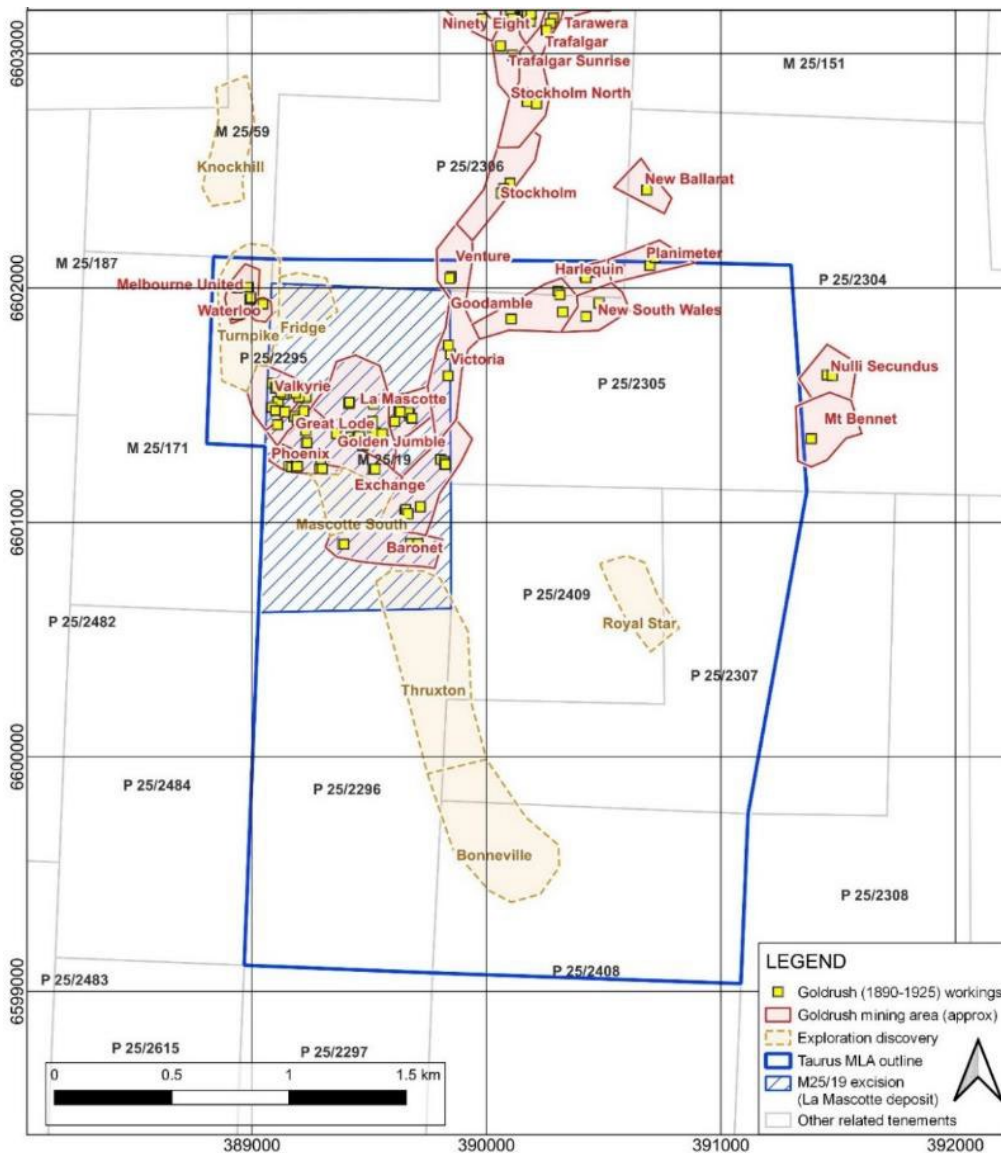 Ninety Eight
Tarawera
Trafalgar
6603000
Trafalgar Sunrise
M 25/151
Stockholm North
M 25/59
Knockhill
P 25/2306
New Ballarat
Stockholm
Planimeter
Venture
M 25/187
Harlequin
P 25/2304
Melbourne United
6602000
Waterloo
Goodamble
New South Wales
Turnpike
Fridge
P 25/2295
Victoria
Nulli Secundus
Valkyrie
P 25/2305
La Mascotte
Great Lode
Mt Bennet
M 25/171
Golden Jumble
Phoenix
M 25/19
Exchange
6601000
Mascotte South
Baronet
P 25/2409
P 25/2482
Royal Star
P 25/2307
Thruxton
6600000
P 25/2484
P 25/2296
Bonneville
P 25/2308
P 25/2408
P 25/2483
6599000
LEGEND
Goldrush (1890-1925) workings
Goldrush mining area (approx)
Exploration discovery
Taurus MLA outline
M25/19 excision
(La Mascotte deposit)
Other related tenements
P 25/2615
P 25/2297
0 0.5 1 1.5 km
389000 390000 391000 392000